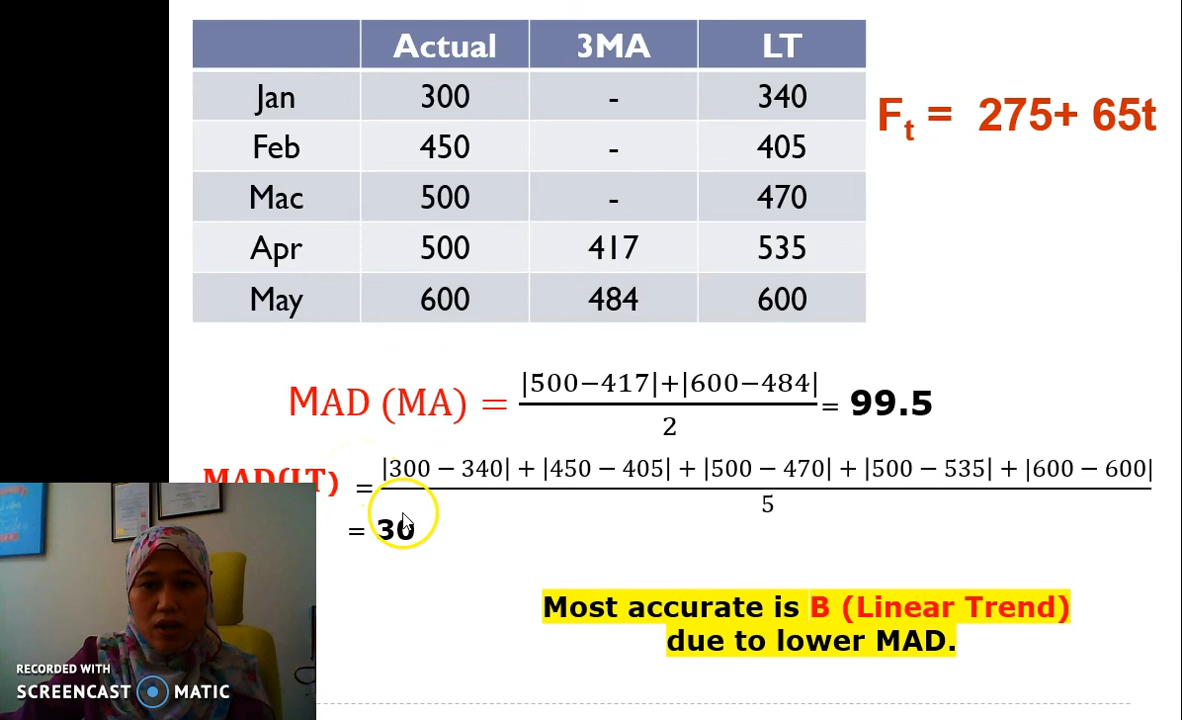 Actual 3MA LT
Jan 300 - 340
Feb 450 - 405
Mac 500 - 470
Apr 500 417 535
May 600 484 600
Fₜ = 275+ 65t
MAD (MA) = |500−417|+|600−484| / 2 = 99.5
MAD(LT) = |300 − 340| + |450 − 405| + |500 − 470| + |500 − 535| + |600 − 600| / 5
= 30
Most accurate is B (Linear Trend)
due to lower MAD.
RECORDED WITH
SCREENCAST MATIC